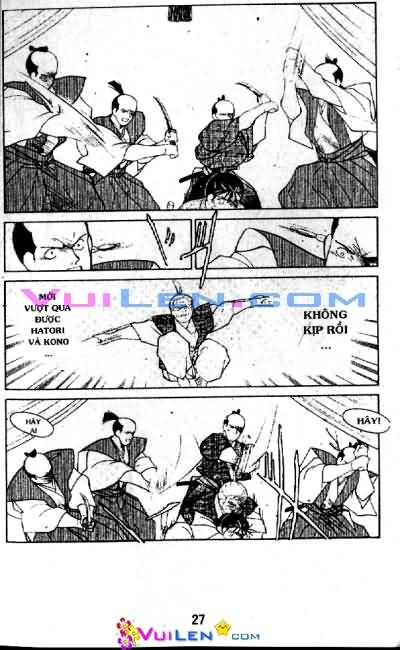 VuiLen.com
MỚI
VƯỢT QUA
ĐƯỢC
HATORI
VÀ KONO
...
KHÔNG
KỊP RỒI
...
HÂY
A!
HÂY!
27
VuiLen.com